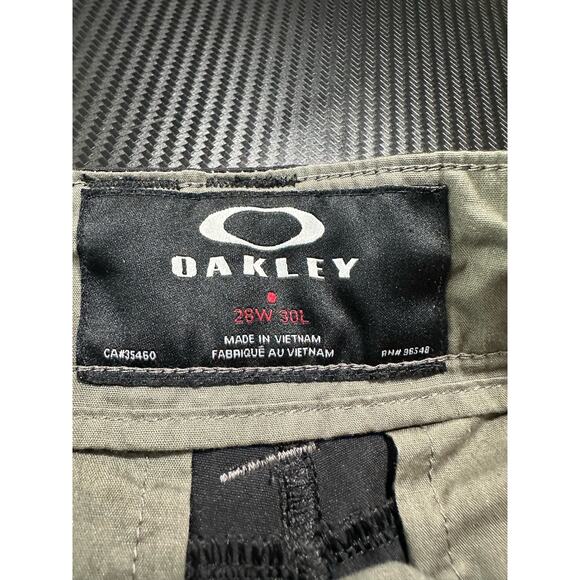 OAKLEY
28W 30L
MADE IN VIETNAM
FABRIQUÉ AU VIETNAM
CA#35460
RN# 96548